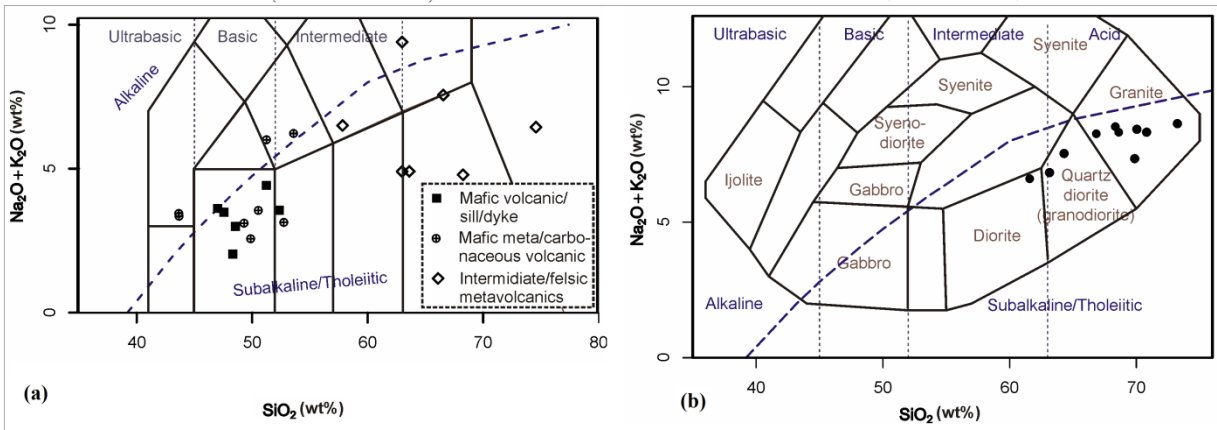 10
5
0
Na₂O+K₂O (wt%)
Ultrabasic
Basic
Intermediate
Alkaline
Subalkaline/Tholeiitic
Mafic volcanic/
sill/dyke
Mafic meta/carbo-
naceous volcanic
Intermidiate/felsic
metavolcanics
40
50
60
70
80
SiO₂ (wt%)
(a)
10
5
0
Na₂O+K₂O (wt%)
Ultrabasic
Basic
Intermediate
Acid
Syenite
Syenite
Granite
Syeno-
diorite
Ijolite
Gabbro
Quartz
diorite
(granodiorite)
Diorite
Gabbro
Alkaline
Subalkaline/Tholeiitic
40
50
60
70
SiO₂ (wt%)
(b)